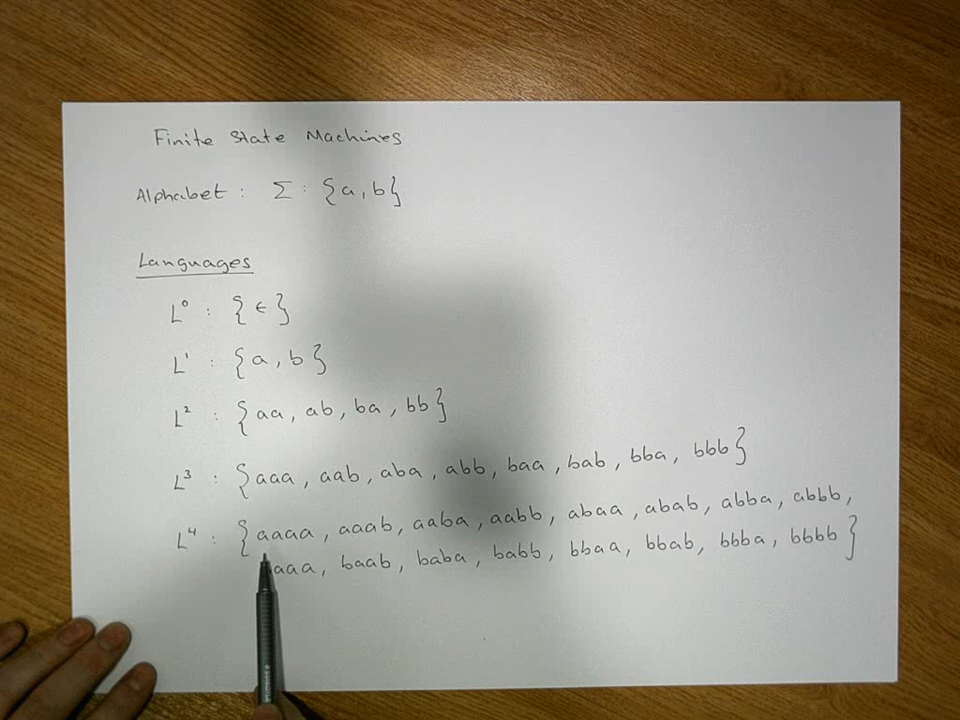 Finite State Machines
Alphabet : Σ : {a, b}
Languages
L⁰ : {ϵ}
L¹ : {a, b}
L² : {aa, ab, ba, bb}
L³ : {aaa, aab, aba, abb, baa, bab, bba, bbb}
L⁴ : {aaaa, aaab, aaba, aabb, abaa, abab, abba, abbb,
baab, baba, babb, bbaa, bbab, bbba, bbbb}